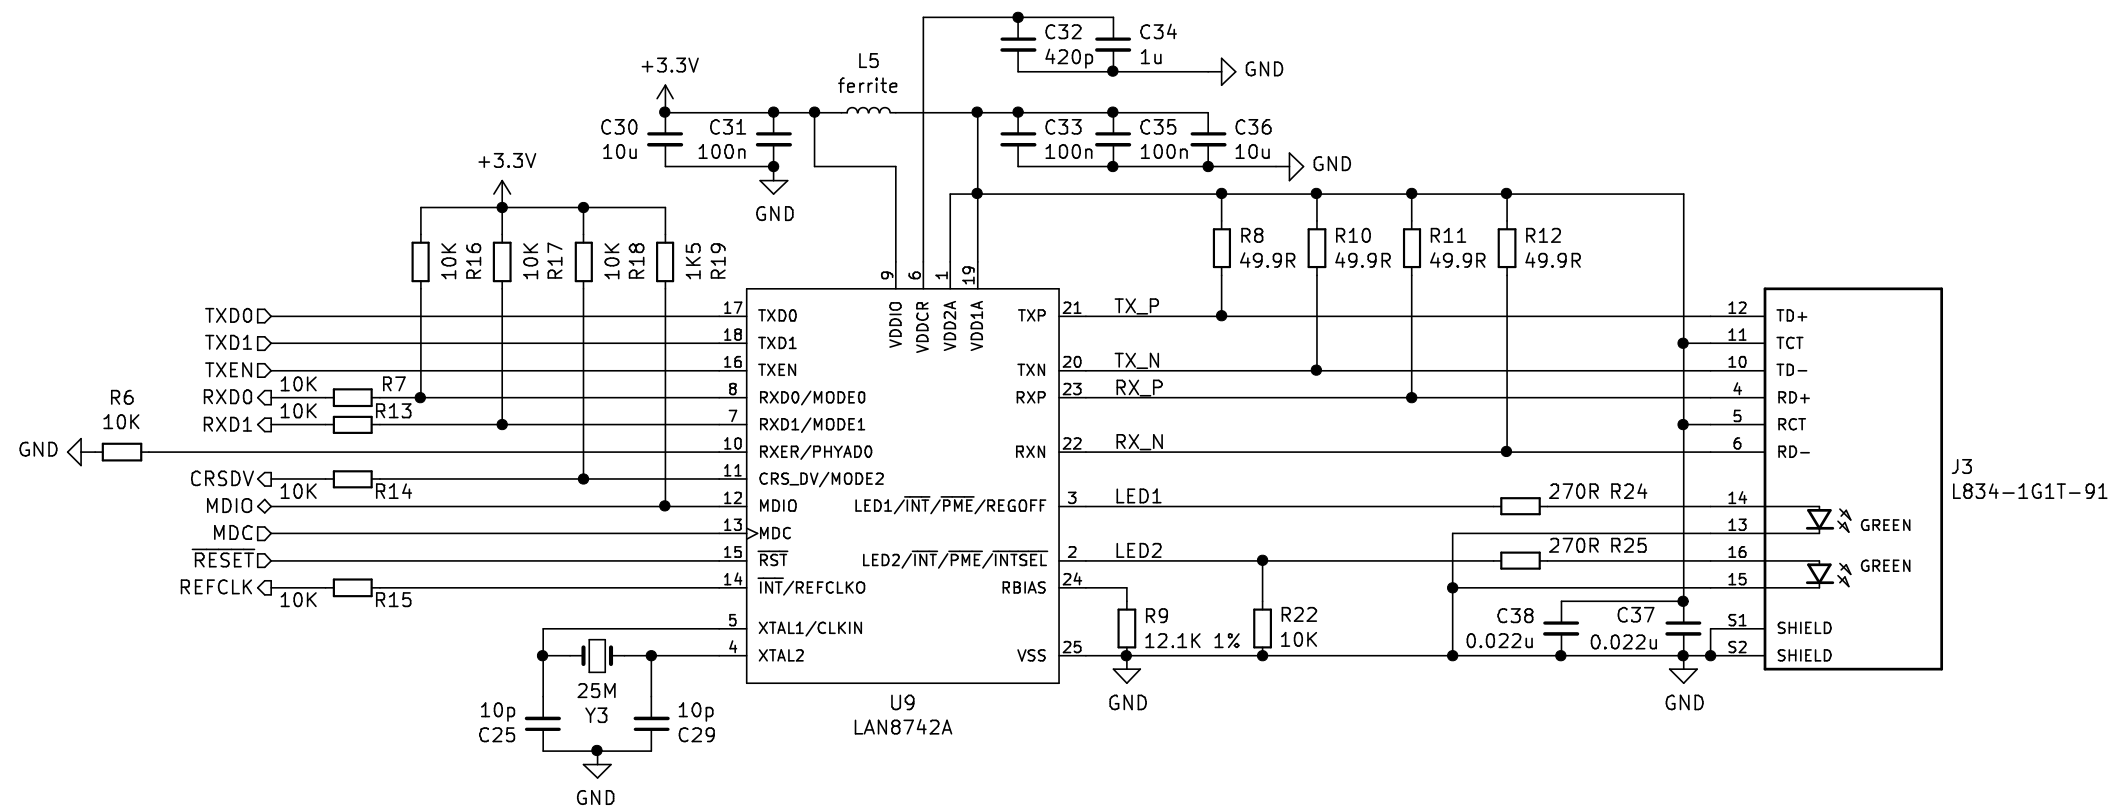 C32
420p
C34
1u
GND
+3.3V
L5
ferrite
C30
10u
C31
100n
C33
100n
C35
100n
C36
10u
GND
GND
+3.3V
10K
R16
10K
R17
10K
R18
1K5
R19
9
6
1
19
R8
49.9R
R10
49.9R
R11
49.9R
R12
49.9R
VDDIO
VDDCR
VDD2A
VDD1A
TXD0 17 TXD0
TXD1 18 TXD1
TXEN 16 TXEN
RXD0 10K R7 8 RXD0/MODE0
RXD1 10K R13 7 RXD1/MODE1
R6
10K
GND 10 RXER/PHYAD0
CRSDV 10K R14 11 CRS_DV/MODE2
MDIO 12 MDIO
MDC 13 MDC
RESET 15 RST
REFCLK 10K R15 14 INT/REFCLKO
5 XTAL1/CLKIN
4 XTAL2
25M
Y3
10p
C25
10p
C29
GND
TXP 21 TX_P 12 TD+
11 TCT
TXN 20 TX_N 10 TD-
RXP 23 RX_P 4 RD+
5 RCT
RXN 22 RX_N 6 RD-
LED1/INT/PME/REGOFF 3 LED1 270R R24 14
13 GREEN
LED2/INT/PME/INTSEL 2 LED2 270R R25 16
GREEN
RBIAS 24 15
R9
12.1K 1%
R22
10K
C38
0.022u
C37
0.022u
S1 SHIELD
VSS 25 S2 SHIELD
GND
GND
J3
L834-1G1T-91
U9
LAN8742A